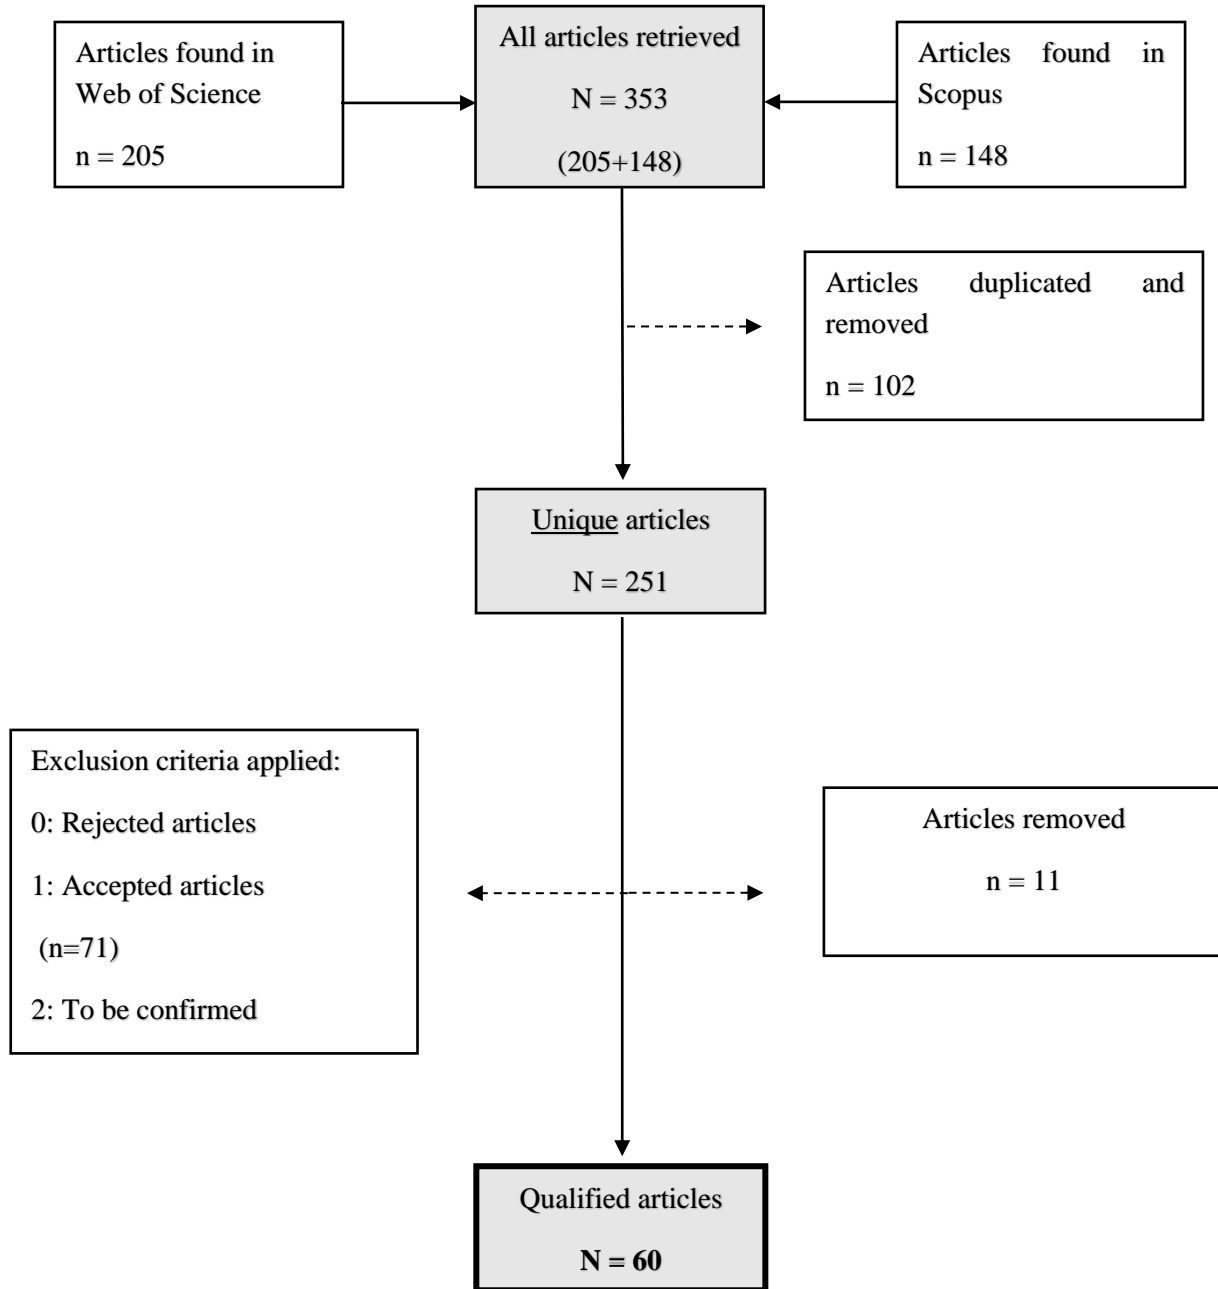 Articles found in
Web of Science
n = 205
All articles retrieved
N = 353
(205+148)
Articles found in
Scopus
n = 148
Articles duplicated and
removed
n = 102
Unique articles
N = 251
Exclusion criteria applied:
0: Rejected articles
1: Accepted articles
(n=71)
2: To be confirmed
Articles removed
n = 11
Qualified articles
N = 60